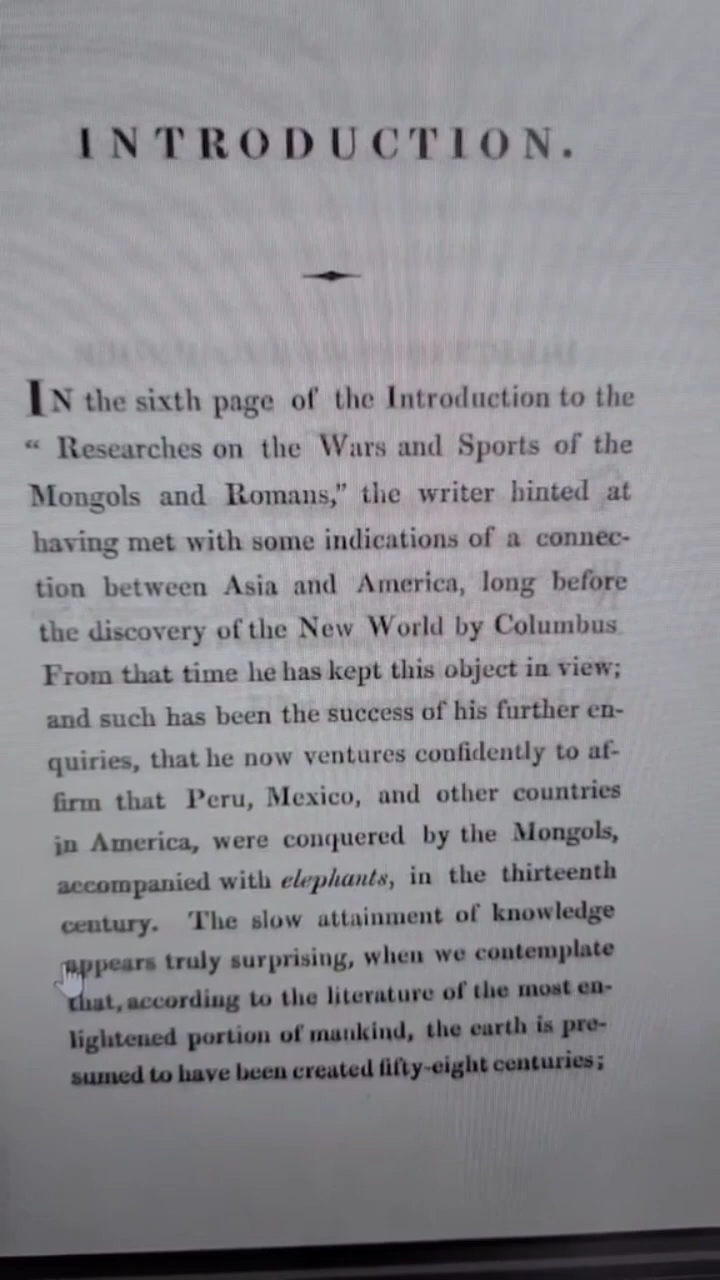 INTRODUCTION.
IN the sixth page of the Introduction to the
“ Researches on the Wars and Sports of the
Mongols and Romans,” the writer hinted at
having met with some indications of a connec-
tion between Asia and America, long before
the discovery of the New World by Columbus
From that time he has kept this object in view;
and such has been the success of his further en-
quiries, that he now ventures confidently to af-
firm that Peru, Mexico, and other countries
in America, were conquered by the Mongols,
accompanied with elephants, in the thirteenth
century. The slow attainment of knowledge
appears truly surprising, when we contemplate
that, according to the literature of the most en-
lightened portion of mankind, the earth is pre-
sumed to have been created fifty-eight centuries;